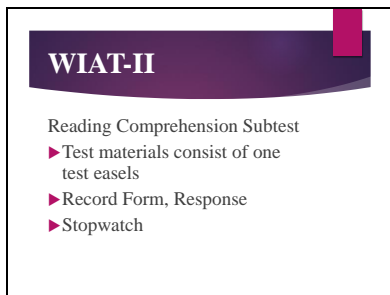 WIAT-II
Reading Comprehension Subtest
Test materials consist of one
test easels
Record Form, Response
Stopwatch